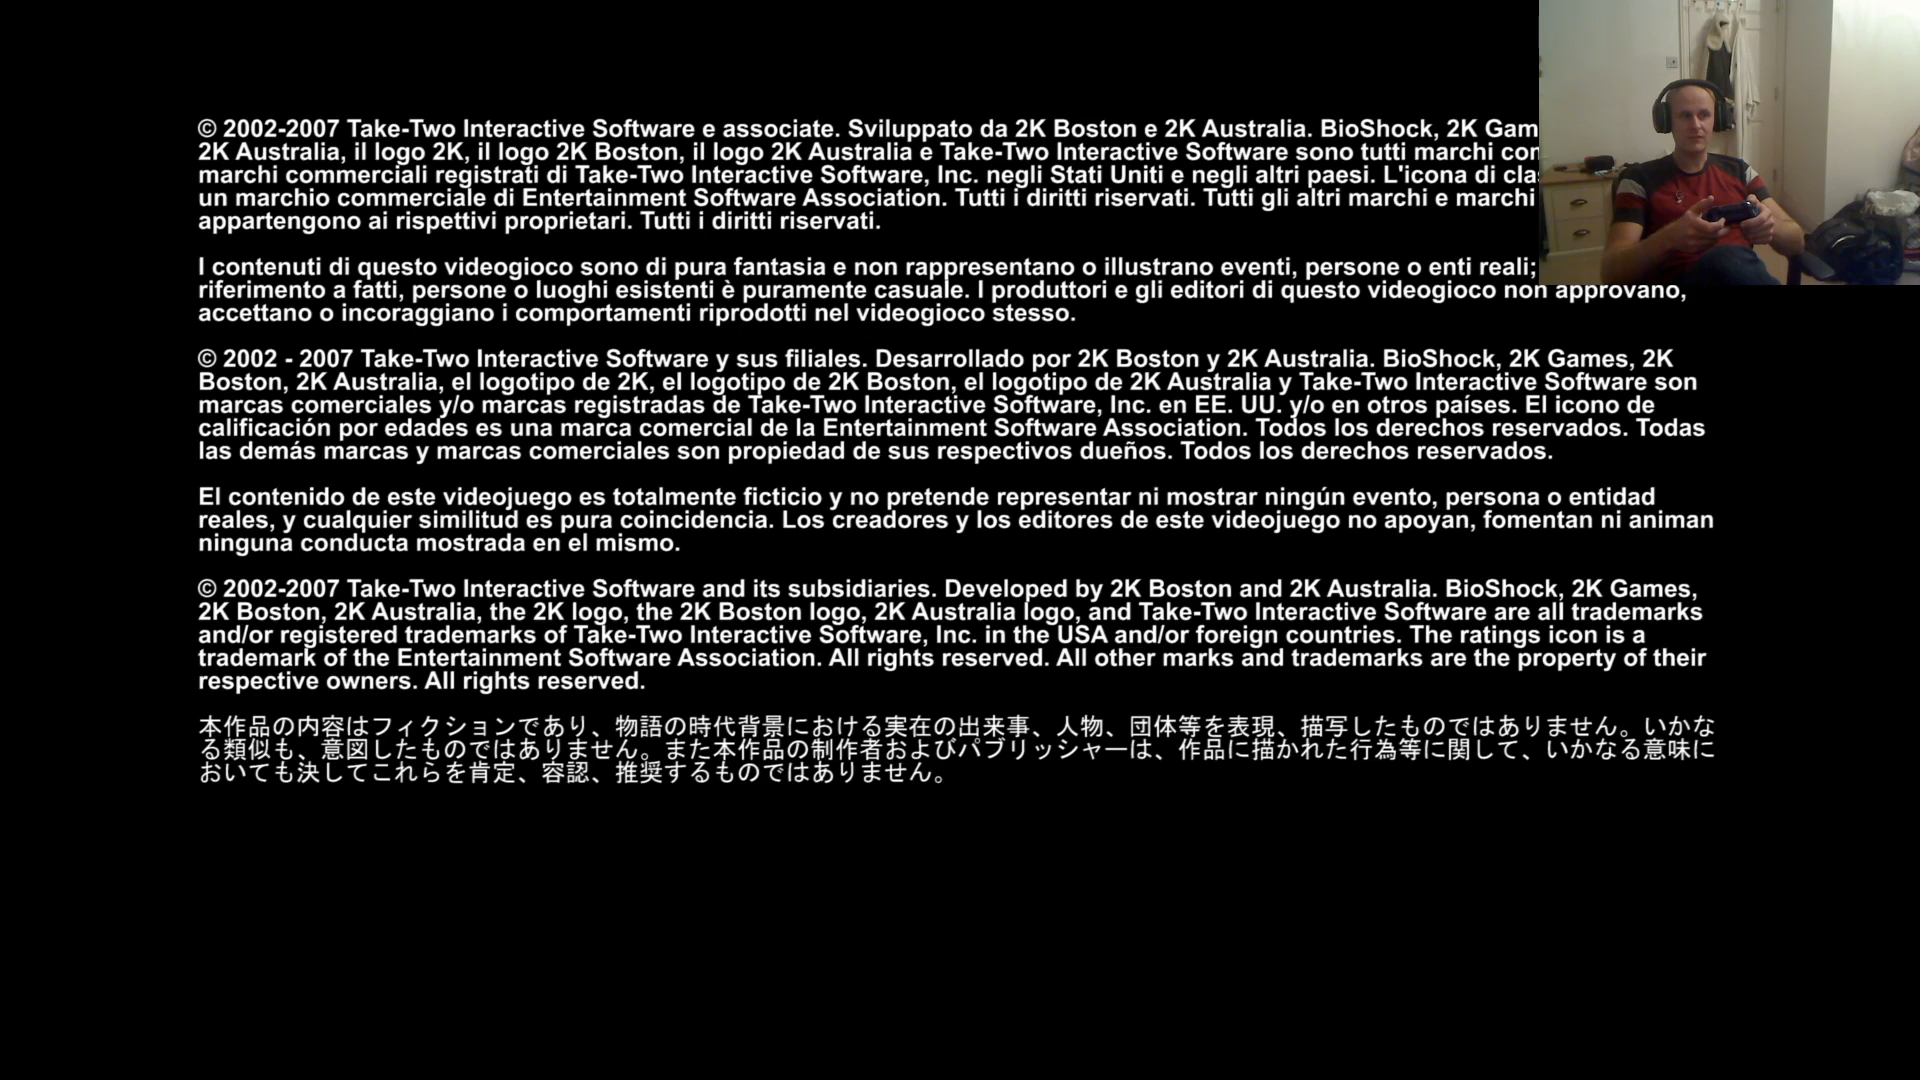 © 2002-2007 Take-Two Interactive Software e associate. Sviluppato da 2K Boston e 2K Australia. BioShock, 2K
2K Australia, il logo 2K, il logo 2K Boston, il logo 2K Australia e Take-Two Interactive Software sono tutti marchi
marchi commerciali registrati di Take-Two Interactive Software, Inc. negli Stati Uniti e negli altri paesi. L'icona di
un marchio commerciale di Entertainment Software Association. Tutti i diritti riservati. Tutti gli altri marchi e marchi
appartengono ai rispettivi proprietari. Tutti i diritti riservati.
I contenuti di questo videogioco sono di pura fantasia e non rappresentano o illustrano eventi, persone o enti reali;
riferimento a fatti, persone o luoghi esistenti è puramente casuale. I produttori e gli editori di questo videogioco non approvano,
accettano o incoraggiano i comportamenti riprodotti nel videogioco stesso.
© 2002 - 2007 Take-Two Interactive Software y sus filiales. Desarrollado por 2K Boston y 2K Australia. BioShock, 2K Games, 2K
Boston, 2K Australia, el logotipo de 2K, el logotipo de 2K Boston, el logotipo de 2K Australia y Take-Two Interactive Software son
marcas comerciales y/o marcas registradas de Take-Two Interactive Software, Inc. en EE. UU. y/o en otros países. El icono de
calificación por edades es una marca comercial de la Entertainment Software Association. Todos los derechos reservados. Todas
las demás marcas y marcas comerciales son propiedad de sus respectivos dueños. Todos los derechos reservados.
El contenido de este videojuego es totalmente ficticio y no pretende representar ni mostrar ningún evento, persona o entidad
reales, y cualquier similitud es pura coincidencia. Los creadores y los editores de este videojuego no apoyan, fomentan ni animan
ninguna conducta mostrada en el mismo.
© 2002-2007 Take-Two Interactive Software and its subsidiaries. Developed by 2K Boston and 2K Australia. BioShock, 2K Games,
2K Boston, 2K Australia, the 2K logo, the 2K Boston logo, 2K Australia logo, and Take-Two Interactive Software are all trademarks
and/or registered trademarks of Take-Two Interactive Software, Inc. in the USA and/or foreign countries. The ratings icon is a
trademark of the Entertainment Software Association. All rights reserved. All other marks and trademarks are the property of their
respective owners. All rights reserved.
本作品の内容はフィクションであり、物語の時代背景における実在の出来事、人物、団体等を表現、描写したものではありません。いかな
る類似も、意図したものではありません。また本作品の制作者およびパブリッシャーは、作品に描かれた行為等に関して、いかなる意味に
おいても決してこれらを肯定、容認、推奨するものではありません。